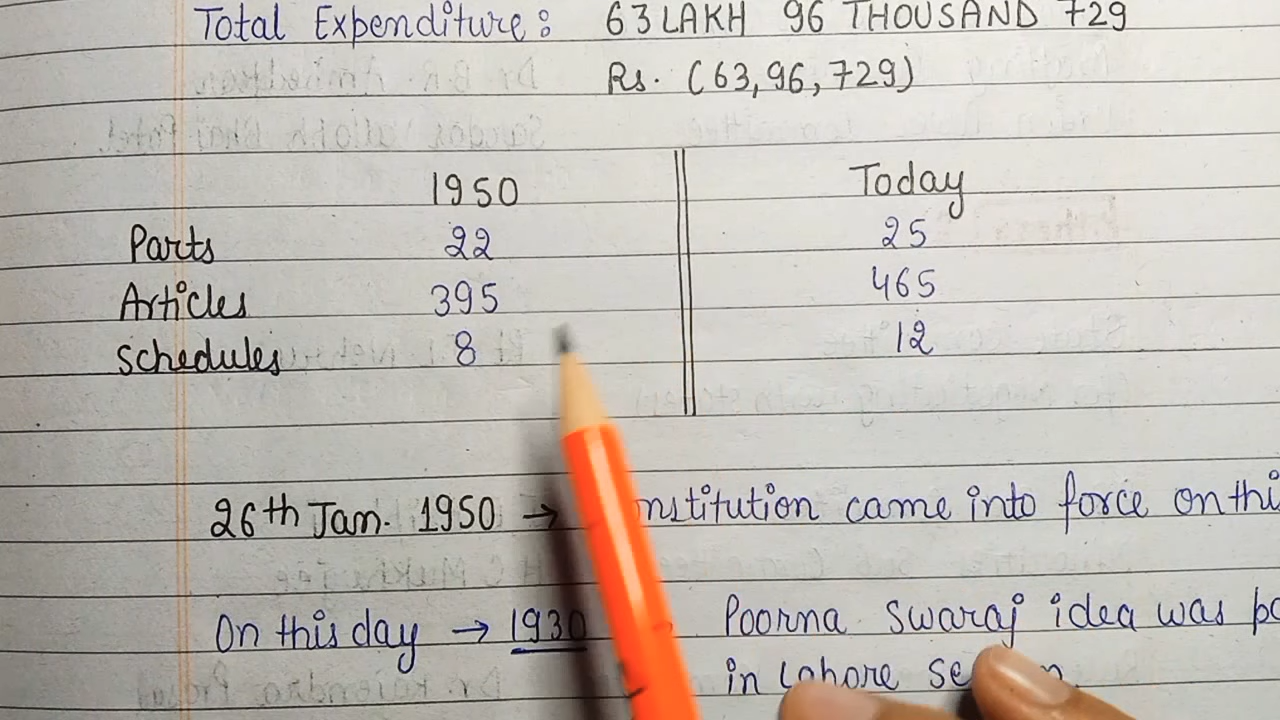 Total Expenditure: 63 LAKH 96 THOUSAND 729
Rs. (63,96,729)
1950 Today
Parts 22 25
Articles 395 465
Schedules 8 12
26th Jan. 1950 → nstitution came into force on thi
On this day → 1930 Poorna Swaraj idea was pa
in Lahore se